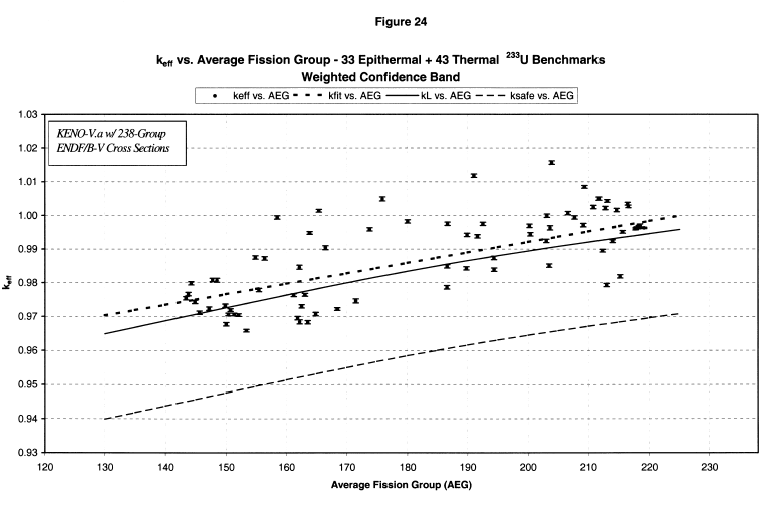 Figure 24
keff vs. Average Fission Group - 33 Epithermal + 43 Thermal 233U Benchmarks
Weighted Confidence Band
keff vs. AEG kfit vs. AEG kL vs. AEG ksafe vs. AEG
KENO-V.a w/ 238-Group
ENDF/B-V Cross Sections
1.03
1.02
1.01
1.00
0.99
0.98
0.97
0.96
0.95
0.94
0.93
keff
120 130 140 150 160 170 180 190 200 210 220 230
Average Fission Group (AEG)